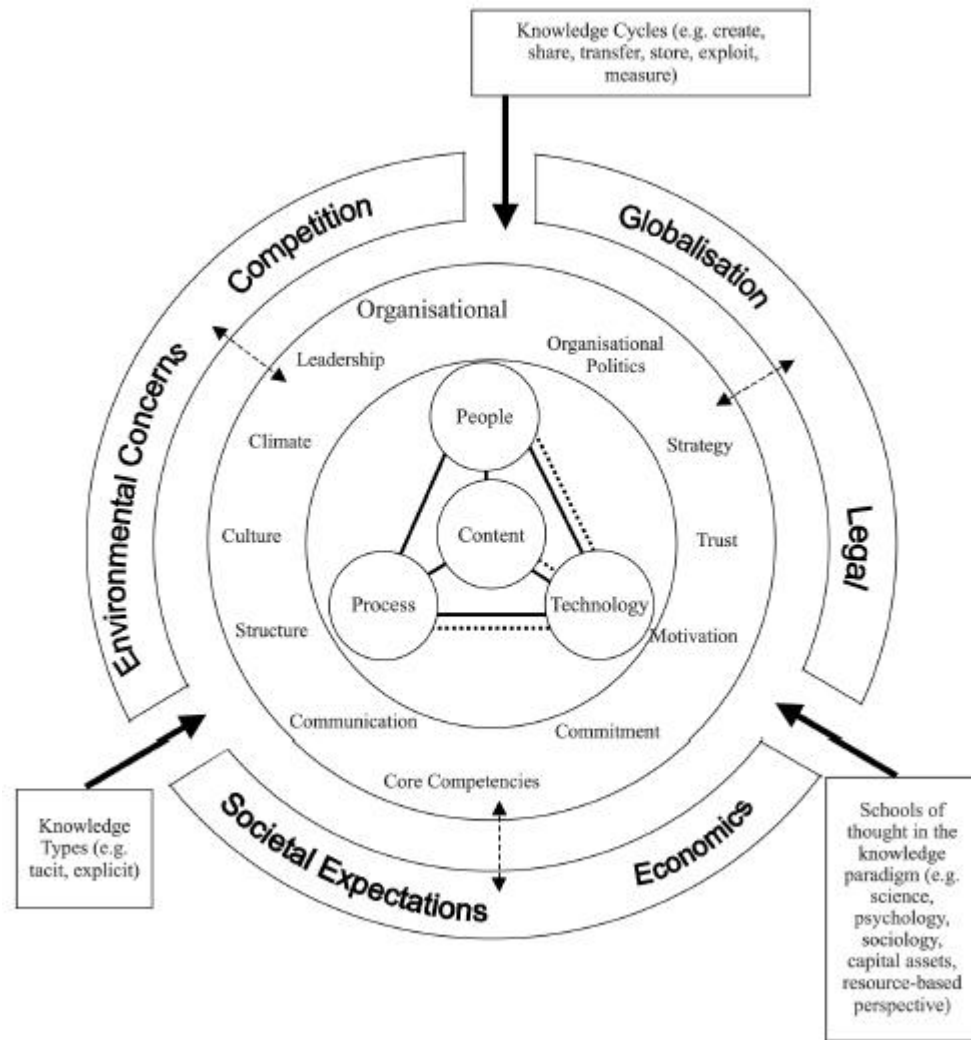 Knowledge Cycles (e.g. create,
share, transfer, store, exploit,
measure)
Competition
Globalisation
Environmental Concerns
Legal
Societal Expectations
Economics
Organisational
Leadership
Organisational
Politics
Climate
Strategy
Culture
Trust
Structure
Motivation
Communication
Commitment
Core Competencies
People
Content
Process
Technology
Knowledge
Types (e.g.
tacit, explicit)
Schools of
thought in the
knowledge
paradigm (e.g.
science,
psychology,
sociology,
capital assets,
resource-based
perspective)